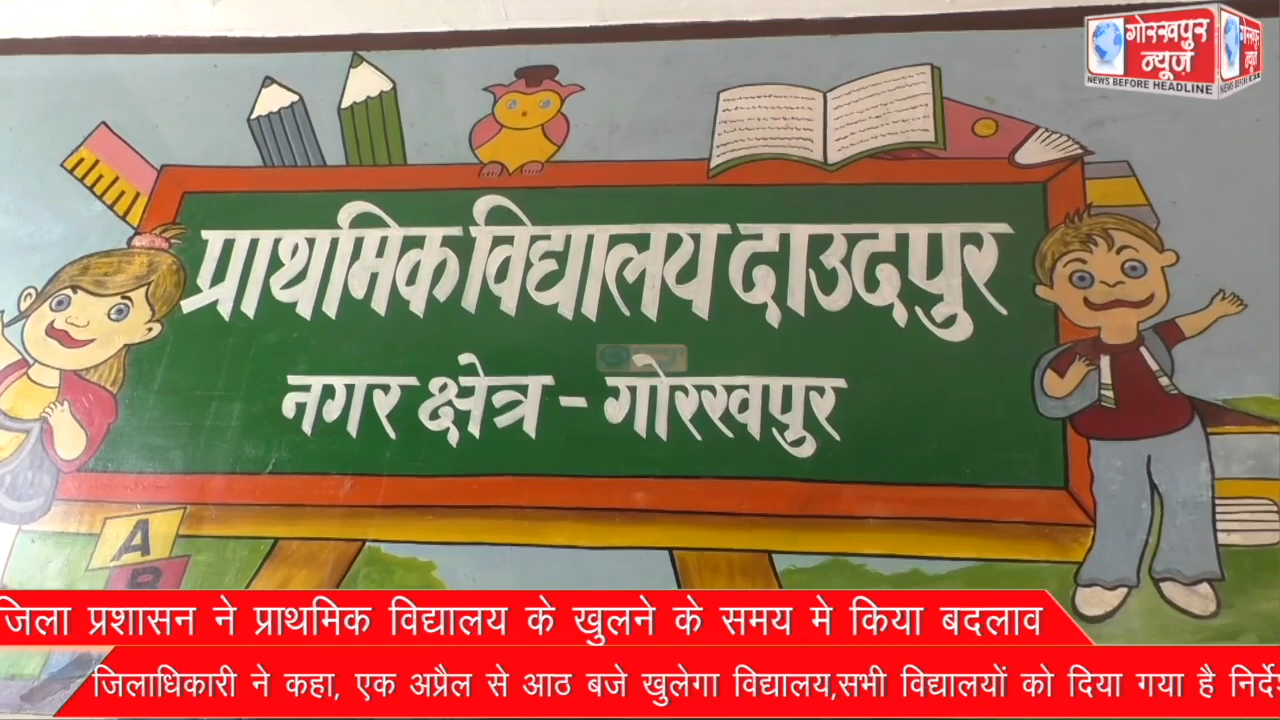 गोरखपुर
न्यूज़
NEWS BEFORE HEADLINE
प्राथमिक विद्यालय दाउदपुर
नगर क्षेत्र - गोरखपुर
A
B
जिला प्रशासन ने प्राथमिक विद्यालय के खुलने के समय मे किया बदलाव
जिलाधिकारी ने कहा, एक अप्रैल से आठ बजे खुलेगा विद्यालय,सभी विद्यालयों को दिया गया है